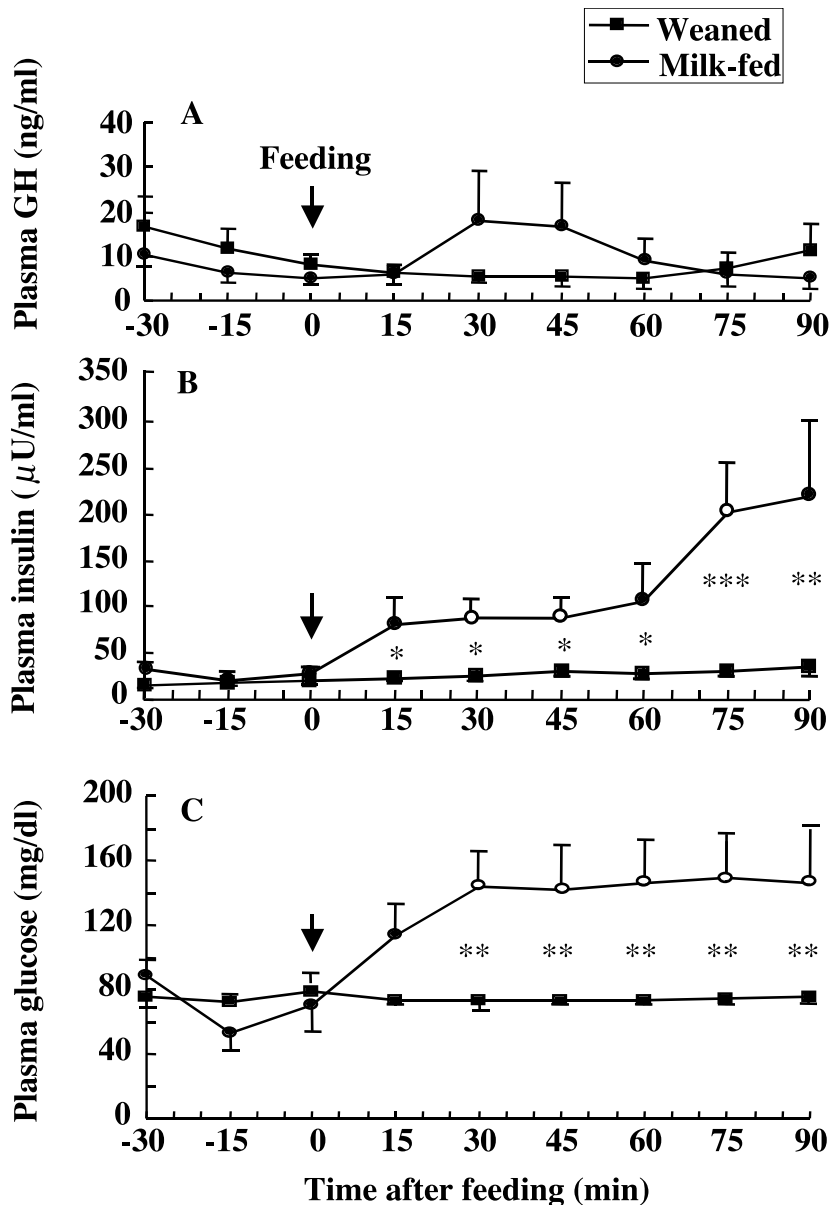 Weaned
Milk-fed
A
Plasma GH (ng/ml)
Feeding
40
30
20
10
0
-30 -15 0 15 30 45 60 75 90
B
Plasma insulin (μU/ml)
350
300
250
200
150
100
50
0
* * * * *** **
-30 -15 0 15 30 45 60 75 90
C
Plasma glucose (mg/dl)
200
160
120
80
40
0
** ** ** ** **
-30 -15 0 15 30 45 60 75 90
Time after feeding (min)